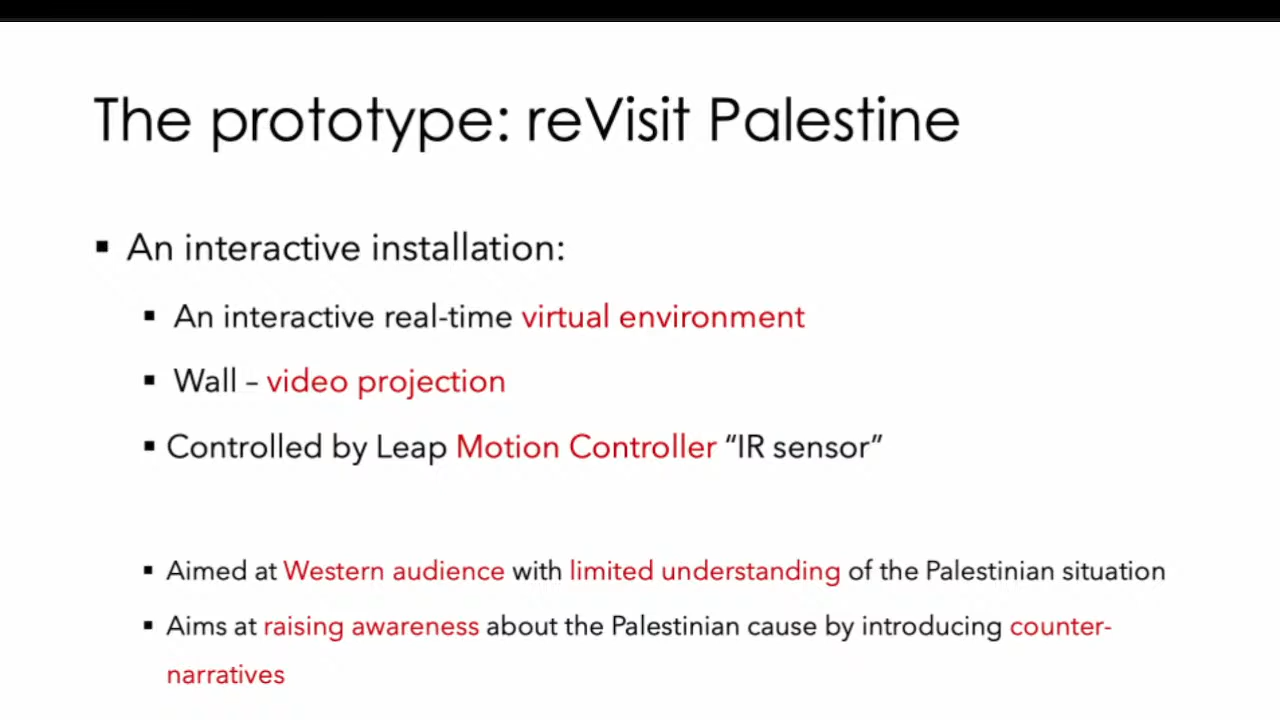 The prototype: reVisit Palestine
▪ An interactive installation:
▪ An interactive real-time virtual environment
▪ Wall – video projection
▪ Controlled by Leap Motion Controller “IR sensor”
▪ Aimed at Western audience with limited understanding of the Palestinian situation
▪ Aims at raising awareness about the Palestinian cause by introducing counter-
narratives